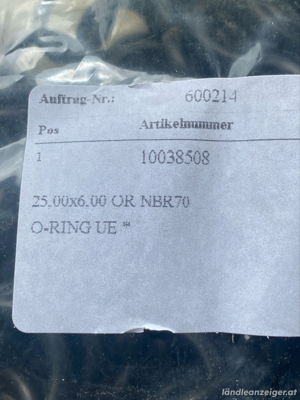 Auftrag-Nr.: 600214
Pos Artikelnummer
1 10038508
25,00x6,00 OR NBR70
O-RING UE "
ländleanzeiger.at